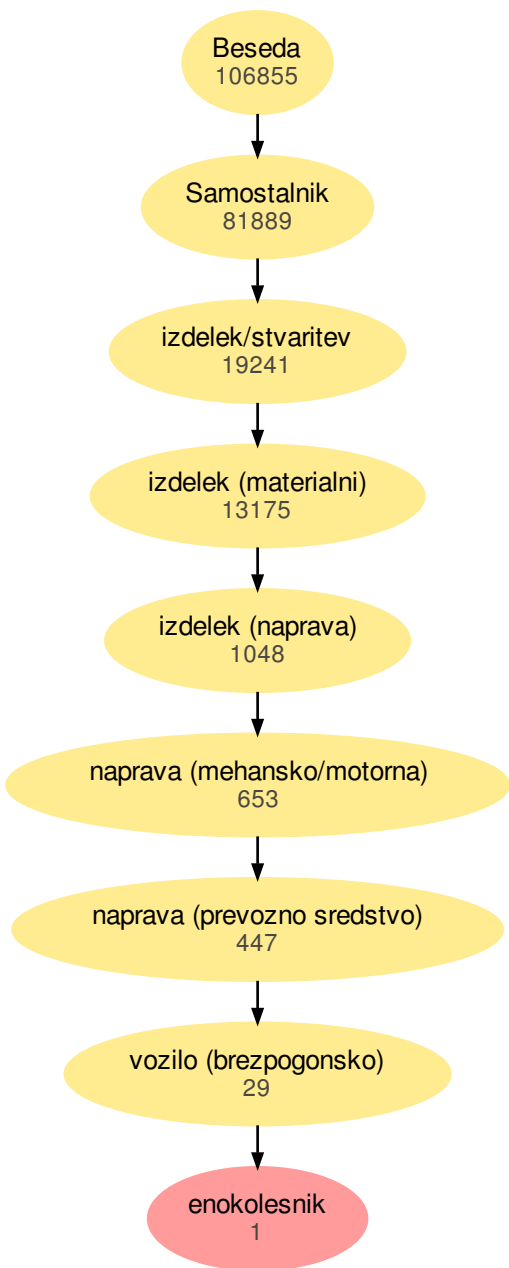 Beseda
106855
Samostalnik
81889
izdelek/stvaritev
19241
izdelek (materialni)
13175
izdelek (naprava)
1048
naprava (mehansko/motorna)
653
naprava (prevozno sredstvo)
447
vozilo (brezpogonsko)
29
enokolesnik
1